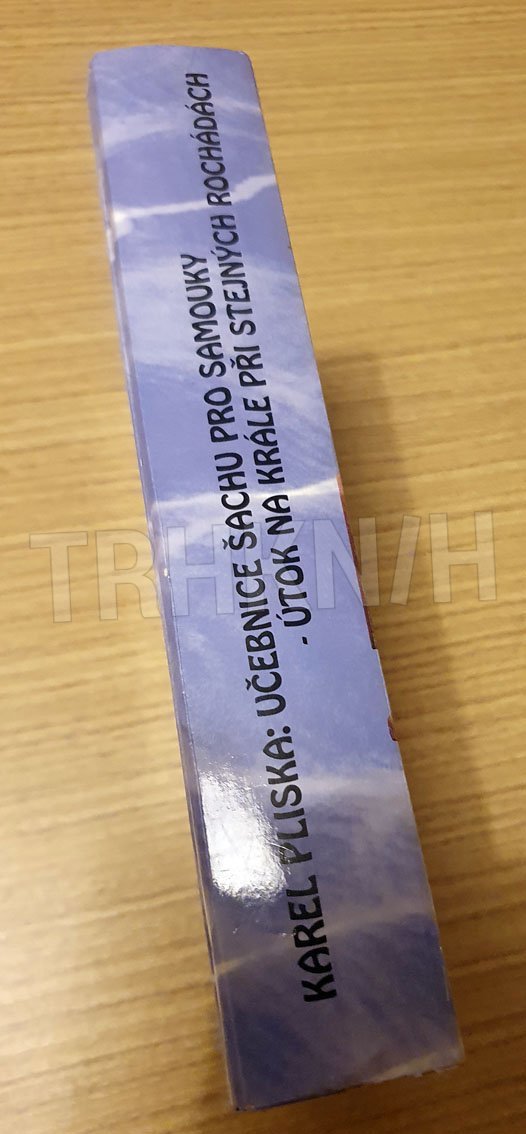 KAREL PLISKA: UČEBNICE ŠACHU PRO SAMOUKY
- ÚTOK NA KRÁLE PŘI STEJNÝCH ROCHÁDÁCH
TRHKNIH